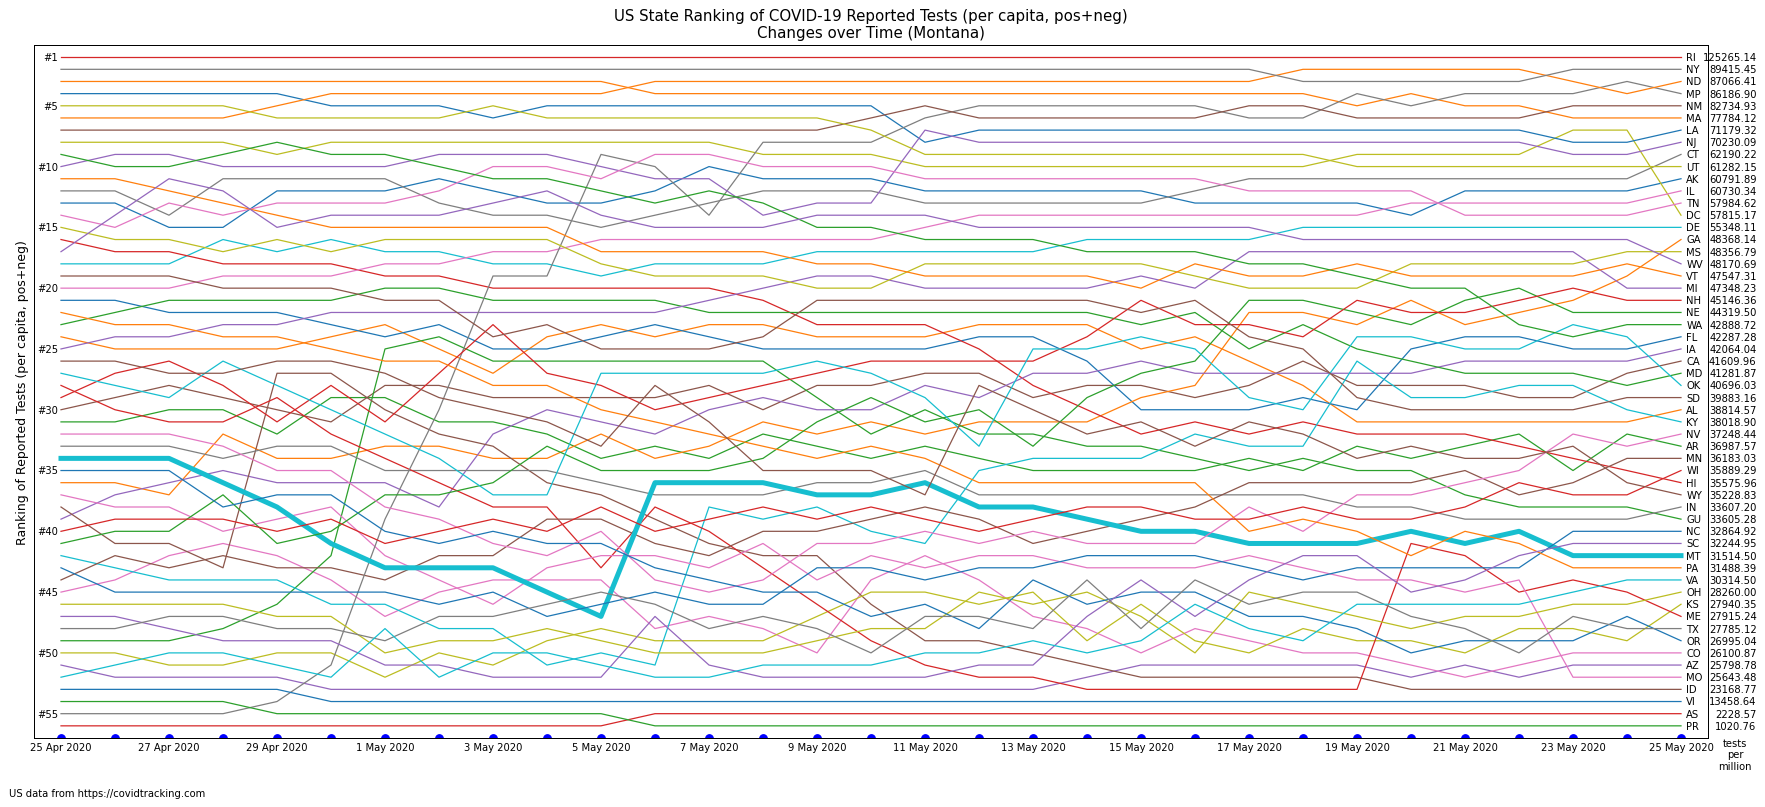 US State Ranking of COVID-19 Reported Tests (per capita, pos+neg)
Changes over Time (Montana)
Ranking of Reported Tests (per capita, pos+neg)
#1
#5
#10
#15
#20
#25
#30
#35
#40
#45
#50
#55
RI 125265.14
NY 89415.45
ND 87066.41
MP 86186.90
NM 82734.93
MA 77784.12
LA 71179.32
NJ 70230.09
CT 62190.22
UT 61282.15
AK 60791.89
IL 60730.34
TN 57984.62
DC 57815.17
DE 55348.11
GA 48368.14
MS 48356.79
WV 48170.69
VT 47547.31
MI 47348.23
NH 45146.36
NE 44319.50
WA 42888.72
FL 42287.28
IA 42064.04
CA 41609.96
MD 41281.87
OK 40696.03
SD 39883.16
AL 38814.57
KY 38018.90
NV 37248.44
AR 36987.57
MN 36183.03
WI 35889.29
HI 35575.96
WY 35228.83
IN 33607.20
GU 33605.28
NC 32864.92
SC 32244.95
MT 31514.50
PA 31488.39
VA 30314.50
OH 28260.00
KS 27940.35
ME 27915.24
TX 27785.12
OR 26995.04
CO 26100.87
AZ 25798.78
MO 25643.48
ID 23168.77
VI 13458.64
AS 2228.57
PR 1020.76
25 Apr 2020 27 Apr 2020 29 Apr 2020 1 May 2020 3 May 2020 5 May 2020 7 May 2020 9 May 2020 11 May 2020 13 May 2020 15 May 2020 17 May 2020 19 May 2020 21 May 2020 23 May 2020 25 May 2020
tests
per
million
US data from https://covidtracking.com